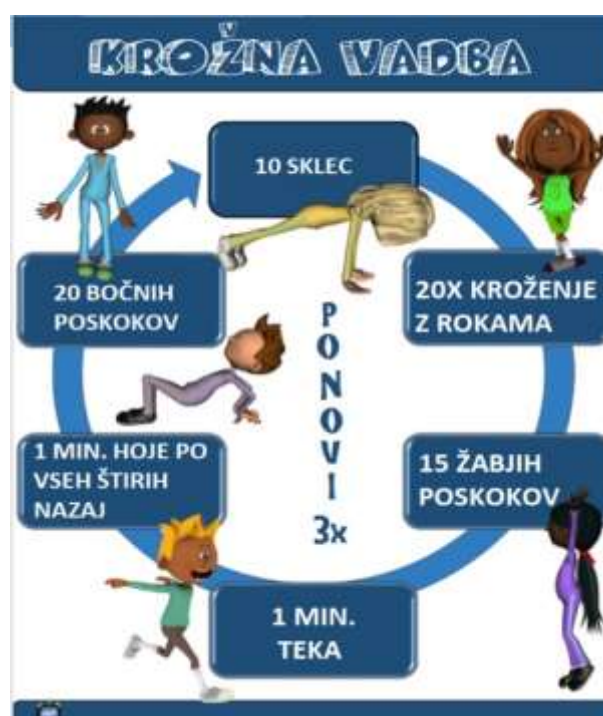 KROŽNA VADBA
10 SKLEC
20X KROŽENJE
Z ROKAMA
15 ŽABJIH
POSKOKOV
1 MIN.
TEKA
1 MIN. HOJE PO
VSEH ŠTIRIH
NAZAJ
20 BOČNIH
POSKOKOV
PONOVI
3x